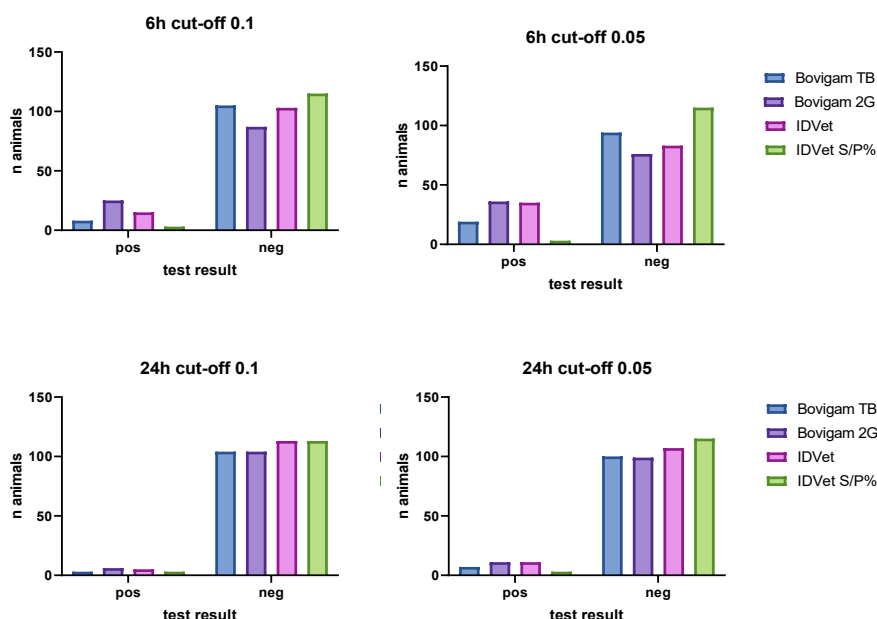 6h cut-off 0.1
150
100
50
0
n animals
pos
neg
test result
6h cut-off 0.05
150
100
50
0
n animals
pos
neg
test result
Bovigam TB
Bovigam 2G
IDVet
IDVet S/P%
24h cut-off 0.1
150
100
50
0
n animals
pos
neg
test result
24h cut-off 0.05
150
100
50
0
n animals
pos
neg
test result
Bovigam TB
Bovigam 2G
IDVet
IDVet S/P%